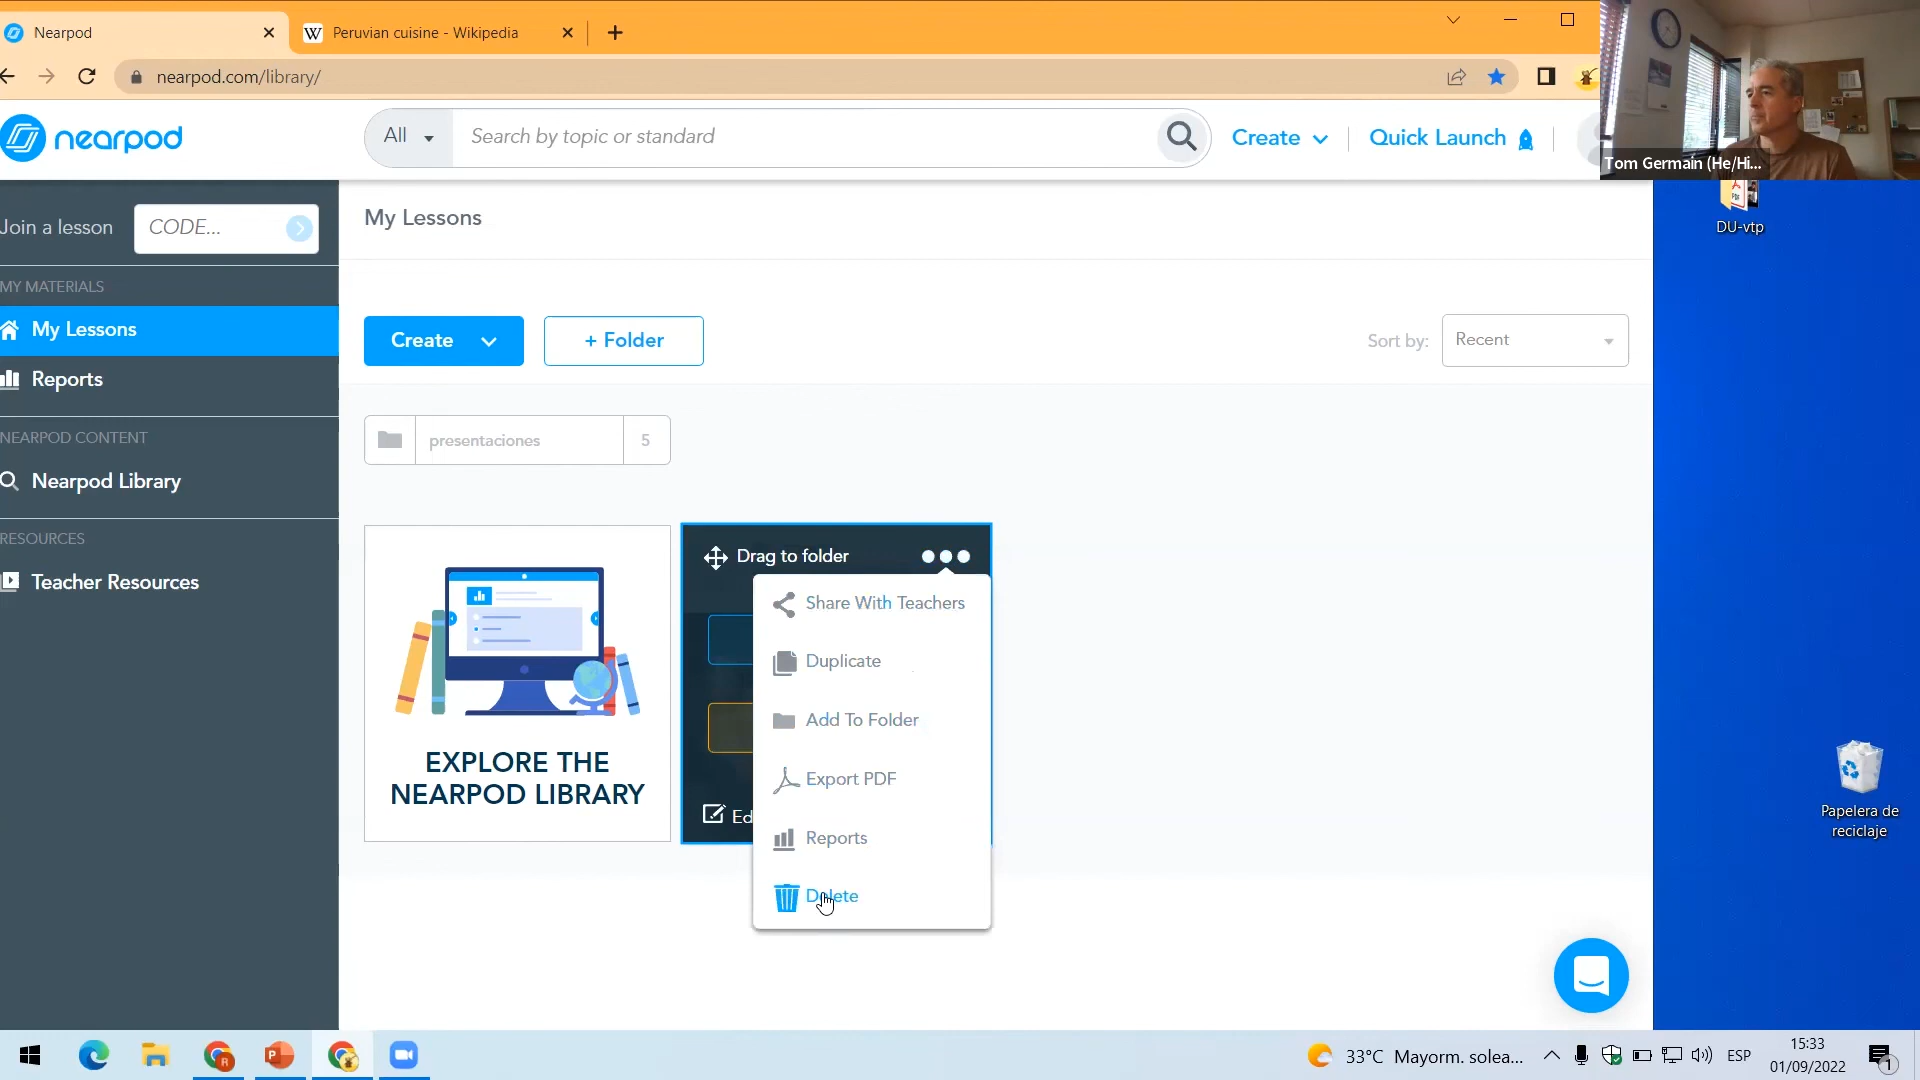 Nearpod
Peruvian cuisine - Wikipedia
nearpod.com/library/
nearpod
All
Search by topic or standard
Create
Quick Launch
Tom Germain (He/Hi...
Join a lesson
CODE...
My Lessons
DU-vtp
MY MATERIALS
My Lessons
Create
+ Folder
Sort by:
Recent
Reports
NEARPOD CONTENT
presentaciones
5
Nearpod Library
RESOURCES
Teacher Resources
Drag to folder
Share With Teachers
Duplicate
Add To Folder
EXPLORE THE
NEARPOD LIBRARY
Export PDF
Ed
Reports
Delete
Papelera de
reciclaje
33°C Mayorm. solea...
ESP
15:33
01/09/2022
1